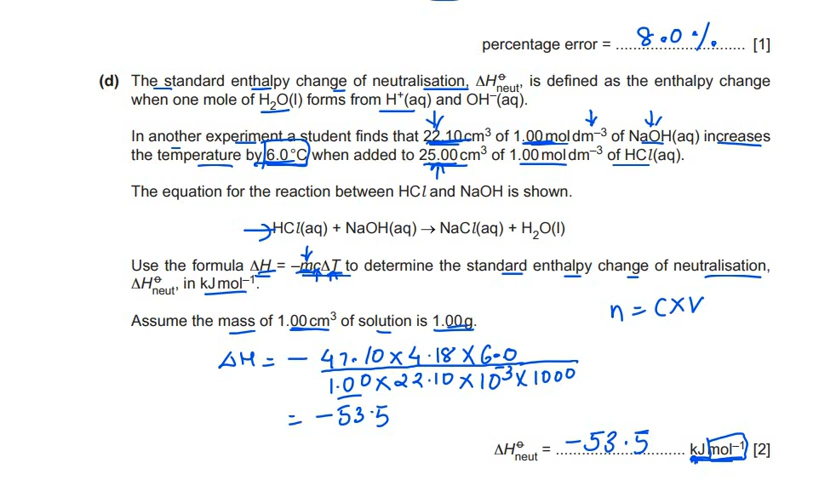 percentage error = ....8.0 %.... [1]
(d) The standard enthalpy change of neutralisation, ΔH⦵neut, is defined as the enthalpy change
when one mole of H₂O(l) forms from H⁺(aq) and OH⁻(aq).
In another experiment a student finds that 22.10 cm³ of 1.00 mol dm⁻³ of NaOH(aq) increases
the temperature by 6.0 °C when added to 25.00 cm³ of 1.00 mol dm⁻³ of HCl(aq).
The equation for the reaction between HCl and NaOH is shown.
→HCl(aq) + NaOH(aq) → NaCl(aq) + H₂O(l)
Use the formula ΔH = –mcΔT to determine the standard enthalpy change of neutralisation,
ΔH⦵neut, in kJ mol⁻¹.
n = C×V
Assume the mass of 1.00 cm³ of solution is 1.00 g.
ΔH = – 47.10 × 4.18 × 6.0
1.00 × 22.10 × 10⁻³ × 1000
= –53.5
ΔH⦵neut = ....–53.5.... kJ mol⁻¹ [2]